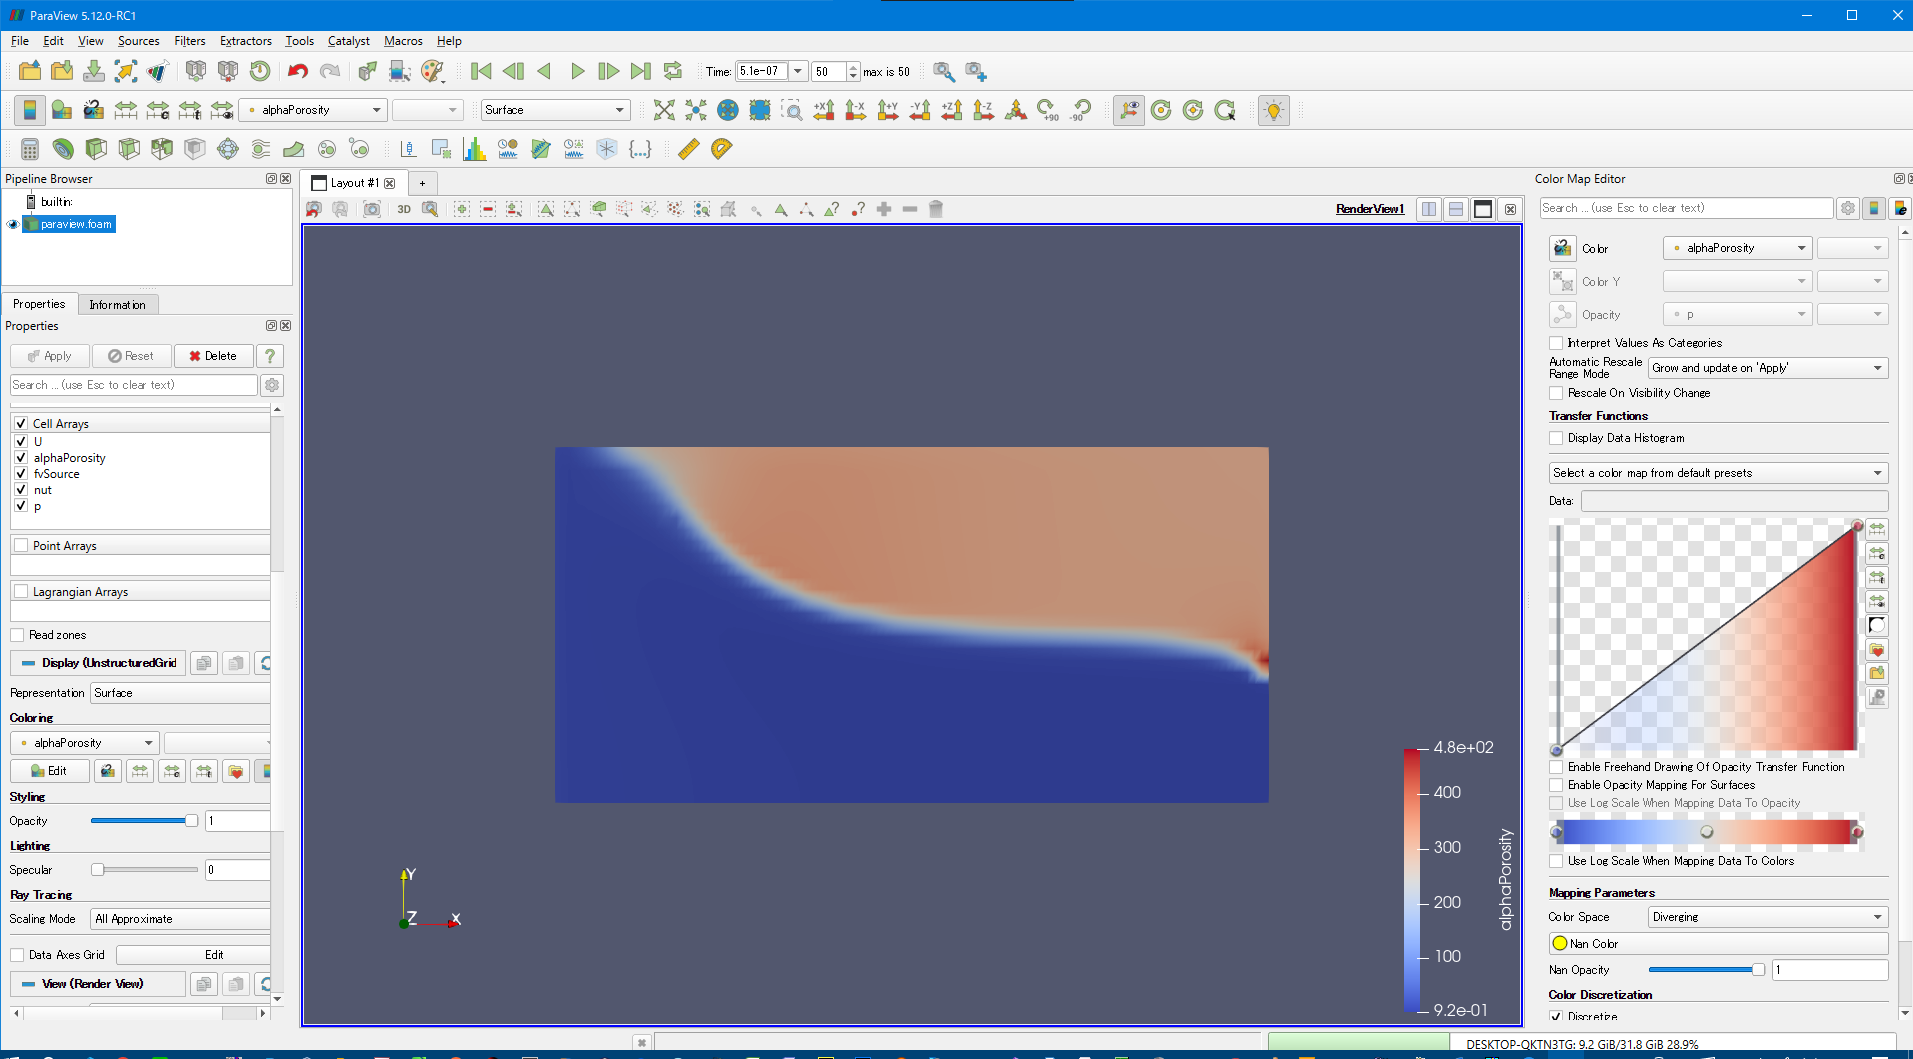 ParaView 5.12.0-RC1
File Edit View Sources Filters Extractors Tools Catalyst Macros Help
Time: 5.1e-07 50 max is 50
alphaPorosity Surface
+X -X +Y -Y +Z -Z +90 -90
Pipeline Browser
builtin:
paraview.foam
Properties Information
Properties
Apply Reset Delete ?
Search ... (use Esc to clear text)
Cell Arrays
U
alphaPorosity
fvSource
nut
p
Point Arrays
Lagrangian Arrays
Read zones
Display (UnstructuredGrid
Representation Surface
Coloring
alphaPorosity
Edit
Styling
Opacity 1
Lighting
Specular 0
Ray Tracing
Scaling Mode All Approximate
Data Axes Grid Edit
View (Render View)
Layout #1 +
3D
RenderView1
Y
Z X
4.8e+02
400
300
200
100
9.2e-01
alphaPorosity
Color Map Editor
Search ... (use Esc to clear text)
Color alphaPorosity
Color Y
Opacity p
Interpret Values As Categories
Automatic Rescale Range Mode Grow and update on 'Apply'
Rescale On Visibility Change
Transfer Functions
Display Data Histogram
Select a color map from default presets
Data:
Enable Freehand Drawing Of Opacity Transfer Function
Enable Opacity Mapping For Surfaces
Use Log Scale When Mapping Data To Opacity
Use Log Scale When Mapping Data To Colors
Mapping Parameters
Color Space Diverging
Nan Color
Nan Opacity 1
Color Discretization
Discretize
DESKTOP-QKTN3TG: 9.2 GiB/31.8 GiB 28.9%